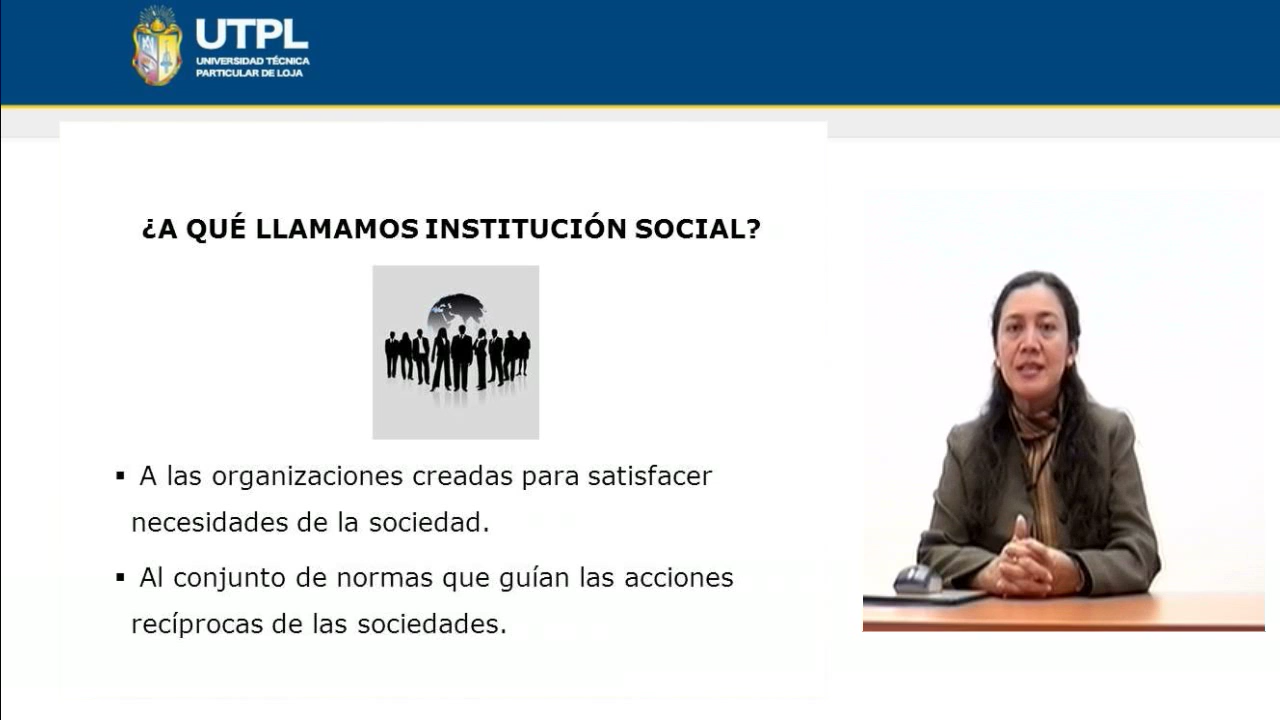 UTPL
UNIVERSIDAD TÉCNICA
PARTICULAR DE LOJA
¿A QUÉ LLAMAMOS INSTITUCIÓN SOCIAL?
▪ A las organizaciones creadas para satisfacer
necesidades de la sociedad.
▪ Al conjunto de normas que guían las acciones
recíprocas de las sociedades.